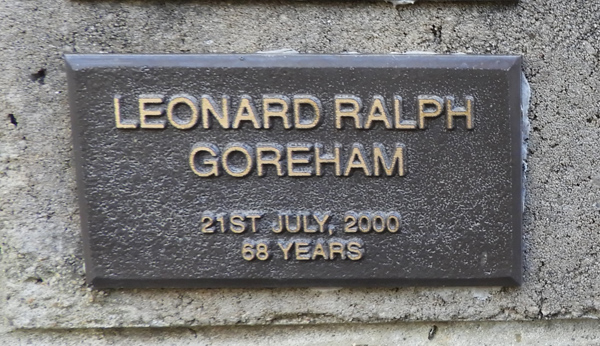 LEONARD RALPH
GOREHAM
21ST JULY, 2000
68 YEARS